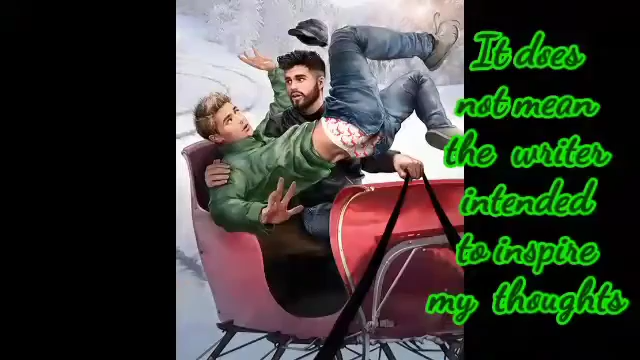 It does
not mean
the writer
intended
to inspire
my thoughts